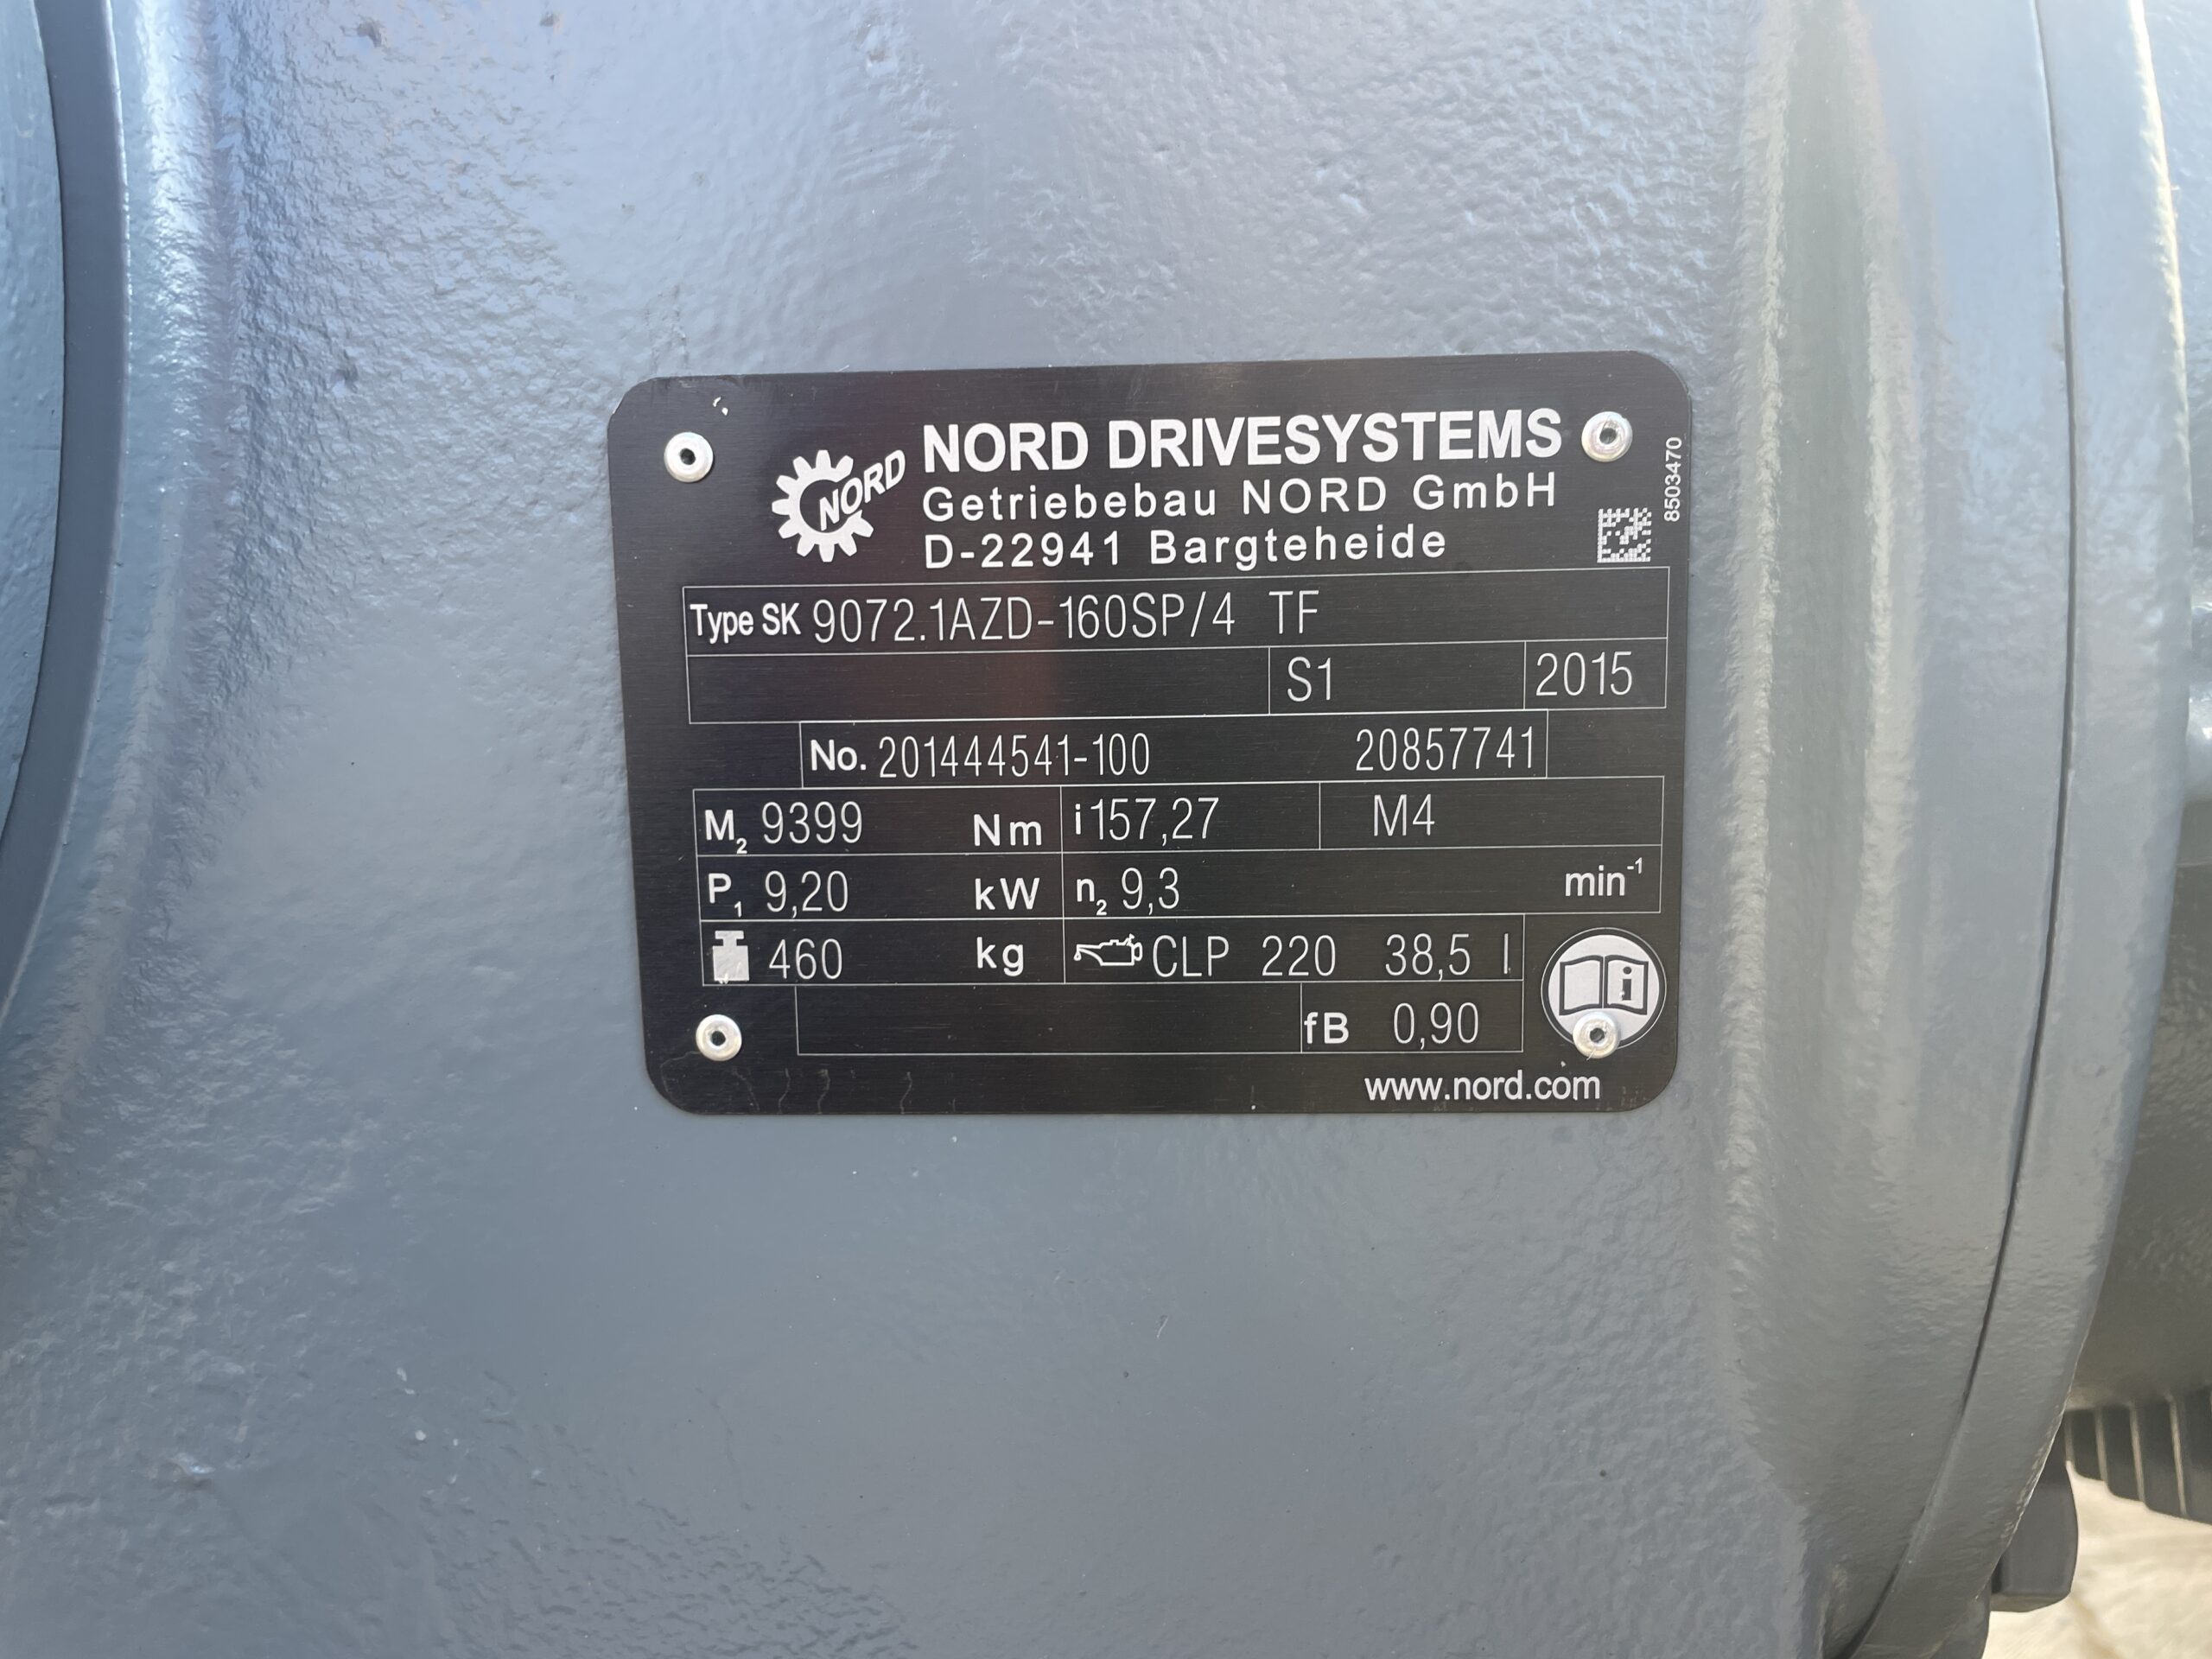 NORD
NORD DRIVESYSTEMS
Getriebebau NORD GmbH
D-22941 Bargteheide
8503470
Type SK 9072.1AZD-160SP/4 TF
S1 2015
No. 201444541-100 20857741
M2 9399 Nm i 157,27 M4
P1 9,20 kW n2 9,3 min-1
460 kg CLP 220 38,5 l
fB 0,90
i
www.nord.com